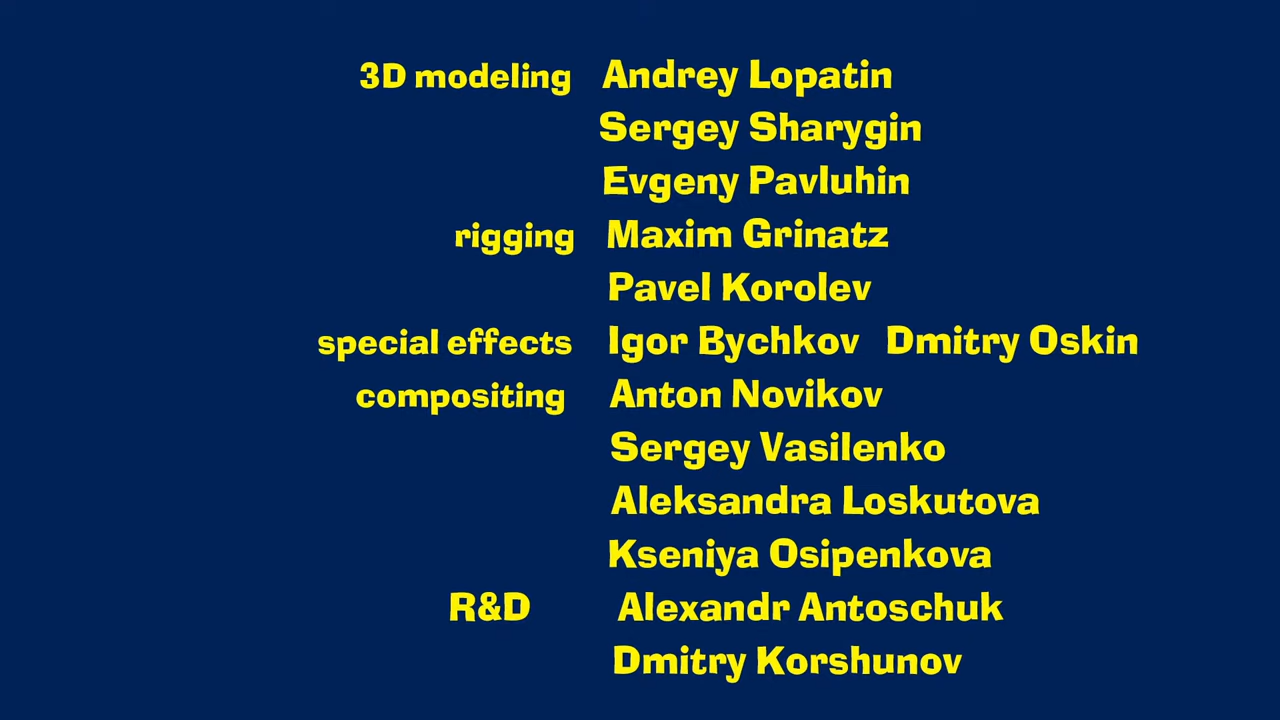 3D modeling Andrey Lopatin
Sergey Sharygin
Evgeny Pavluhin
rigging Maxim Grinatz
Pavel Korolev
special effects Igor Bychkov Dmitry Oskin
compositing Anton Novikov
Sergey Vasilenko
Aleksandra Loskutova
Kseniya Osipenkova
R&D Alexandr Antoschuk
Dmitry Korshunov